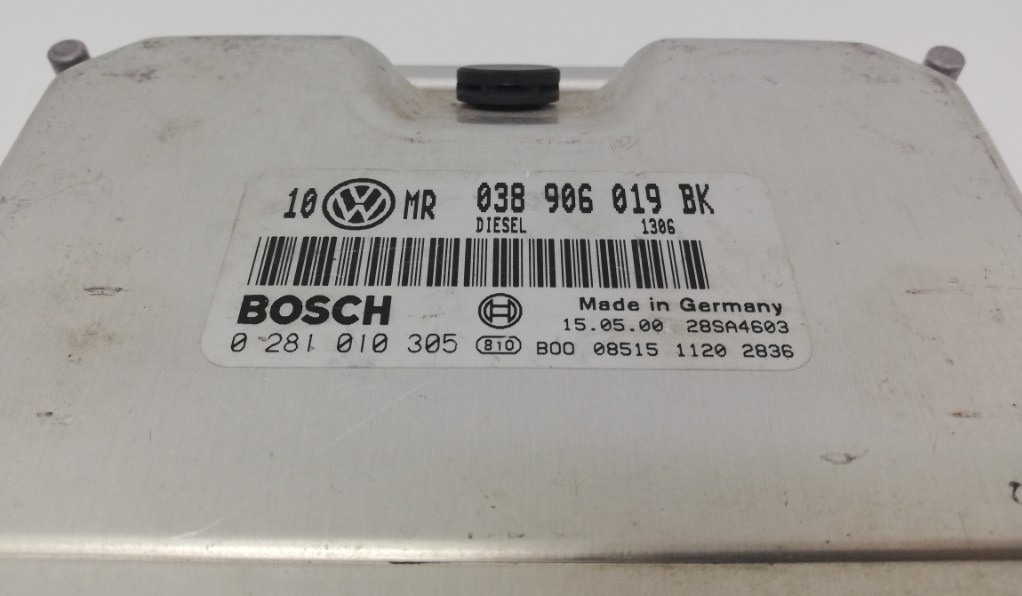 10 VW MR 038 906 019 BK
DIESEL 1306
BOSCH Made in Germany
15.05.00 28SA4603
0 281 010 305 810 B00 08515 1120 2836